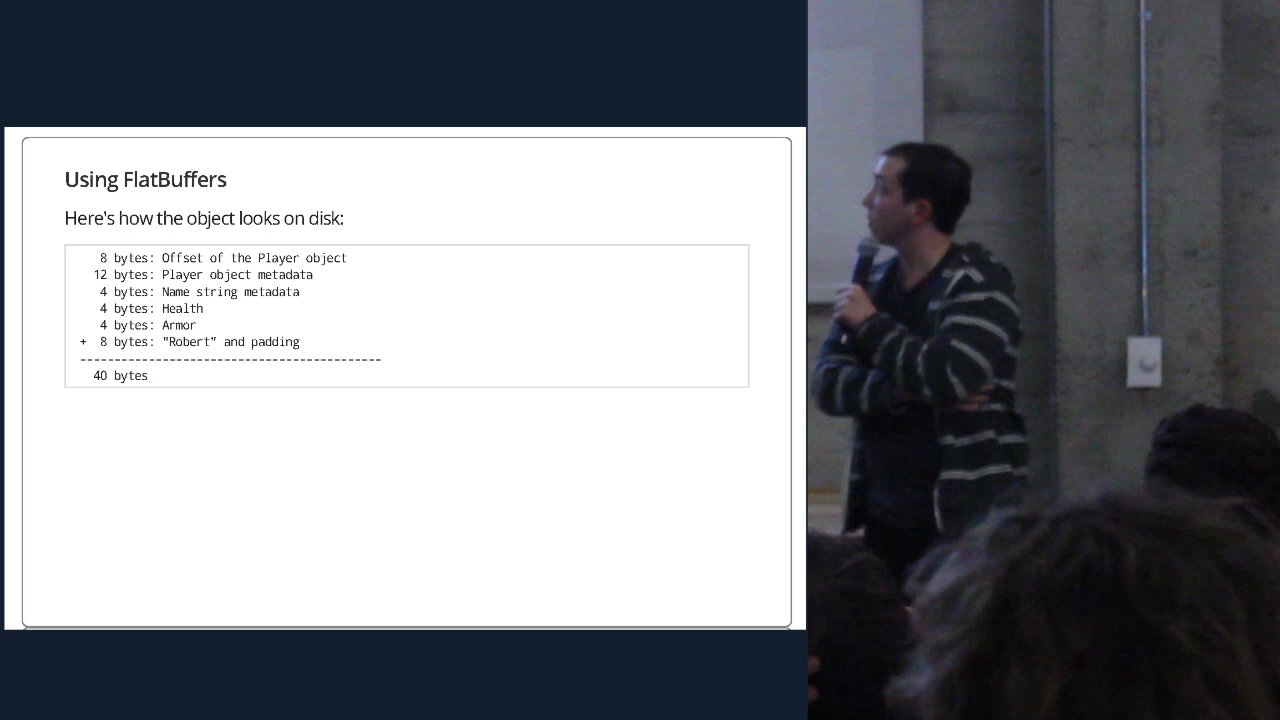 Using FlatBuffers
Here's how the object looks on disk:
8 bytes: Offset of the Player object
12 bytes: Player object metadata
4 bytes: Name string metadata
4 bytes: Health
4 bytes: Armor
+ 8 bytes: "Robert" and padding
--------------------------------------------
40 bytes